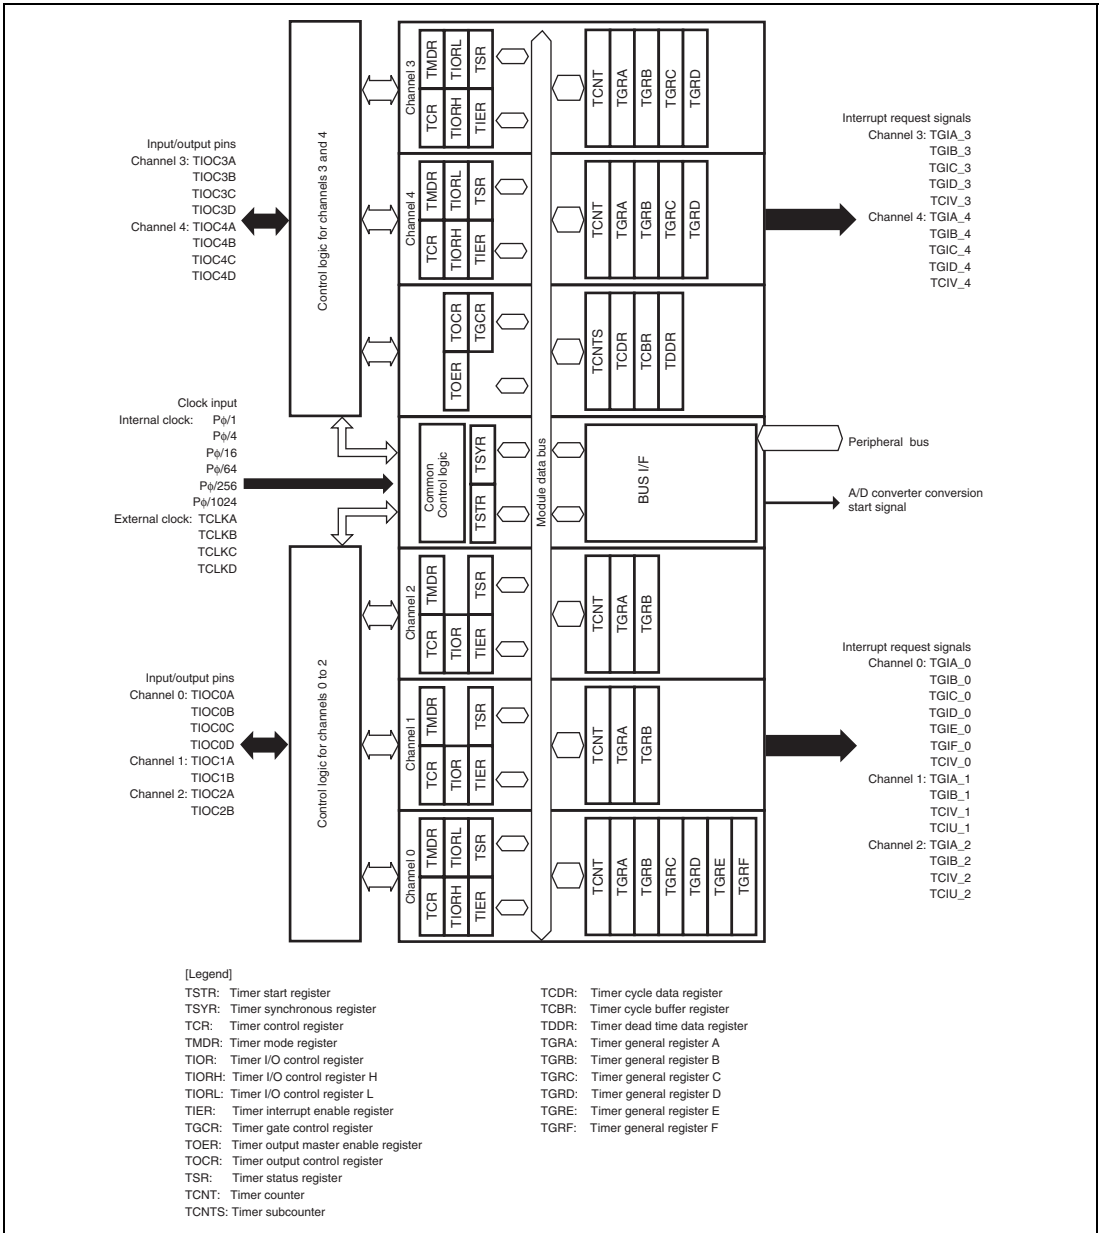 Input/output pins
Channel 3: TIOC3A
TIOC3B
TIOC3C
TIOC3D
Channel 4: TIOC4A
TIOC4B
TIOC4C
TIOC4D
Clock input
Internal clock: Pφ/1
Pφ/4
Pφ/16
Pφ/64
Pφ/256
Pφ/1024
External clock: TCLKA
TCLKB
TCLKC
TCLKD
Input/output pins
Channel 0: TIOC0A
TIOC0B
TIOC0C
TIOC0D
Channel 1: TIOC1A
TIOC1B
Channel 2: TIOC2A
TIOC2B
Control logic for channels 3 and 4
Control logic for channels 0 to 2
Channel 3
TCR
TMDR
TIORH
TIORL
TIER
TSR
TCNT
TGRA
TGRB
TGRC
TGRD
Channel 4
TCR
TMDR
TIORH
TIORL
TIER
TSR
TCNT
TGRA
TGRB
TGRC
TGRD
TOER
TOCR
TGCR
TCNTS
TCDR
TCBR
TDDR
Common
Control logic
TSTR
TSYR
Module data bus
BUS I/F
Channel 2
TCR
TMDR
TIOR
TIER
TSR
TCNT
TGRA
TGRB
Channel 1
TCR
TMDR
TIOR
TIER
TSR
TCNT
TGRA
TGRB
Channel 0
TCR
TMDR
TIORH
TIORL
TIER
TSR
TCNT
TGRA
TGRB
TGRC
TGRD
TGRE
TGRF
Interrupt request signals
Channel 3: TGIA_3
TGIB_3
TGIC_3
TGID_3
TCIV_3
Channel 4: TGIA_4
TGIB_4
TGIC_4
TGID_4
TCIV_4
Peripheral bus
A/D converter conversion
start signal
Interrupt request signals
Channel 0: TGIA_0
TGIB_0
TGIC_0
TGID_0
TGIE_0
TGIF_0
TCIV_0
Channel 1: TGIA_1
TGIB_1
TCIV_1
TCIU_1
Channel 2: TGIA_2
TGIB_2
TCIV_2
TCIU_2
[Legend]
TSTR: Timer start register
TSYR: Timer synchronous register
TCR: Timer control register
TMDR: Timer mode register
TIOR: Timer I/O control register
TIORH: Timer I/O control register H
TIORL: Timer I/O control register L
TIER: Timer interrupt enable register
TGCR: Timer gate control register
TOER: Timer output master enable register
TOCR: Timer output control register
TSR: Timer status register
TCNT: Timer counter
TCNTS: Timer subcounter
TCDR: Timer cycle data register
TCBR: Timer cycle buffer register
TDDR: Timer dead time data register
TGRA: Timer general register A
TGRB: Timer general register B
TGRC: Timer general register C
TGRD: Timer general register D
TGRE: Timer general register E
TGRF: Timer general register F